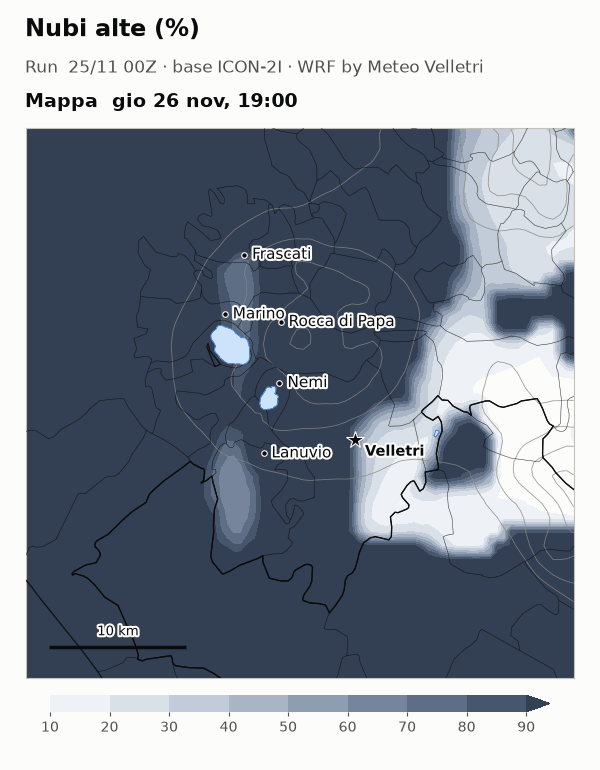 Nubi alte (%)
Run 25/11 00Z · base ICON-2I · WRF by Meteo Velletri
Mappa gio 26 nov, 19:00
Frascati
Marino
Rocca di Papa
Nemi
Velletri
Lanuvio
10 km
10 20 30 40 50 60 70 80 90